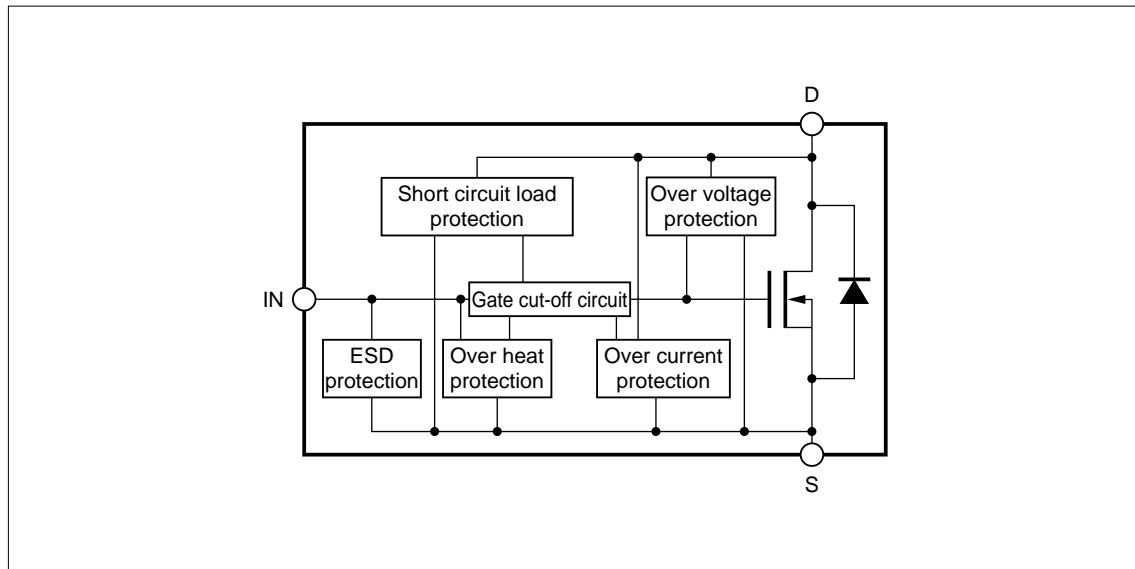 D
Short circuit load
protection
Over voltage
protection
IN
Gate cut-off circuit
ESD
protection
Over heat
protection
Over current
protection
S